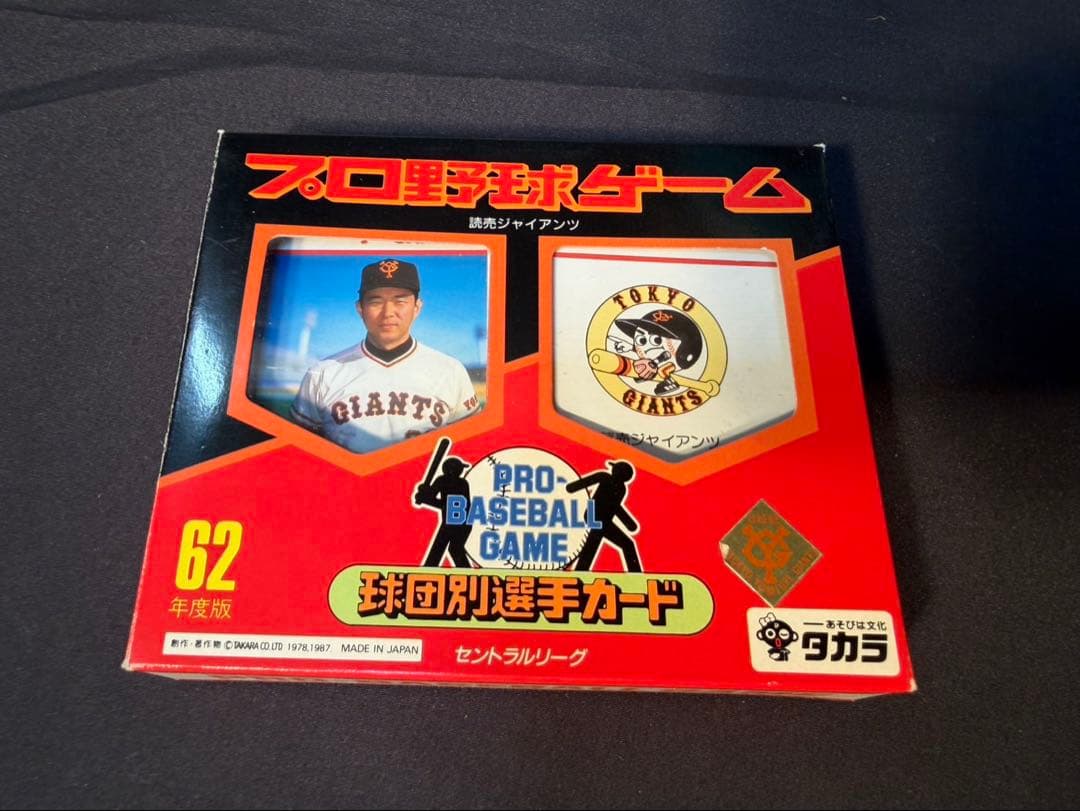 プロ野球ゲーム
読売ジャイアンツ
GIANTS
TOKYO
GIANTS
読売ジャイアンツ
PRO-
BASEBALL
GAME
62
年度版
球団別選手カード
創作・著作物 ©TAKARA CO.LTD 1978,1987. MADE IN JAPAN
セントラルリーグ
あそびは文化
タカラ